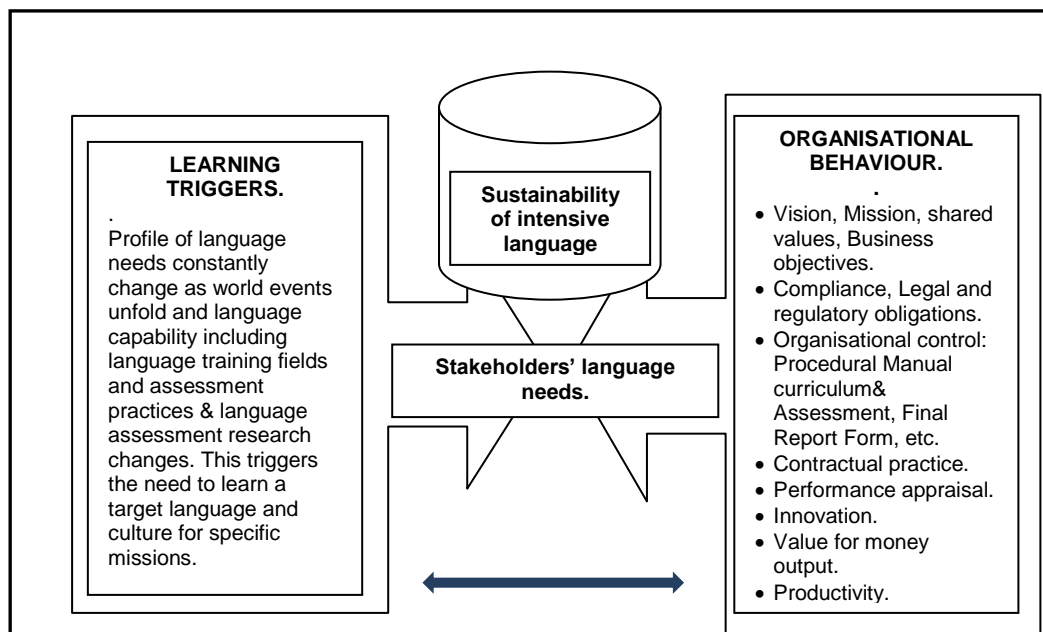 LEARNING
TRIGGERS.
.
Profile of language
needs constantly
change as world events
unfold and language
capability including
language training fields
and assessment
practices & language
assessment research
changes. This triggers
the need to learn a
target language and
culture for specific
missions.
Sustainability
of intensive
language
Stakeholders’ language
needs.
ORGANISATIONAL
BEHAVIOUR.
.
• Vision, Mission, shared
values, Business
objectives.
• Compliance, Legal and
regulatory obligations.
• Organisational control:
Procedural Manual
curriculum&
Assessment, Final
Report Form, etc.
• Contractual practice.
• Performance appraisal.
• Innovation.
• Value for money
output.
• Productivity.